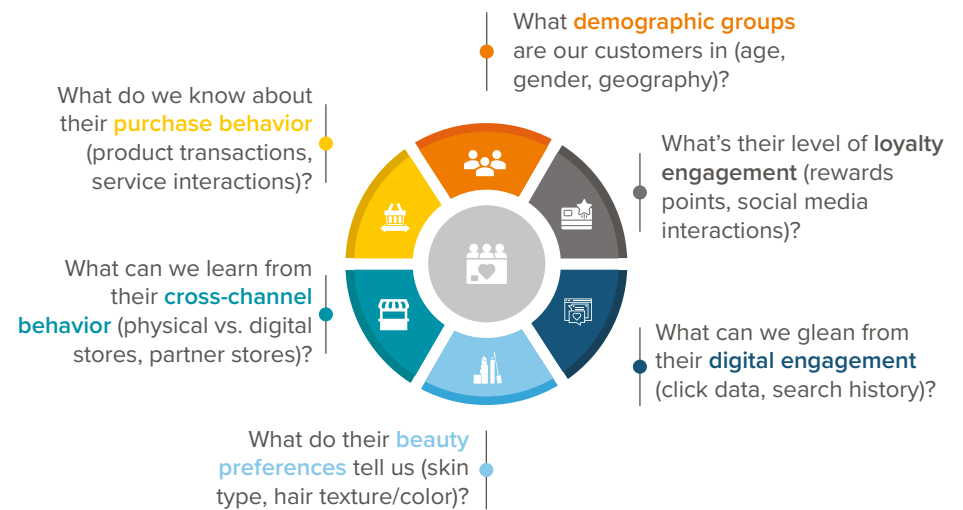 What demographic groups
are our customers in (age,
gender, geography)?
What do we know about
their purchase behavior
(product transactions,
service interactions)?
What’s their level of loyalty
engagement (rewards
points, social media
interactions)?
What can we learn from
their cross-channel
behavior (physical vs. digital
stores, partner stores)?
What can we glean from
their digital engagement
(click data, search history)?
What do their beauty
preferences tell us (skin
type, hair texture/color)?